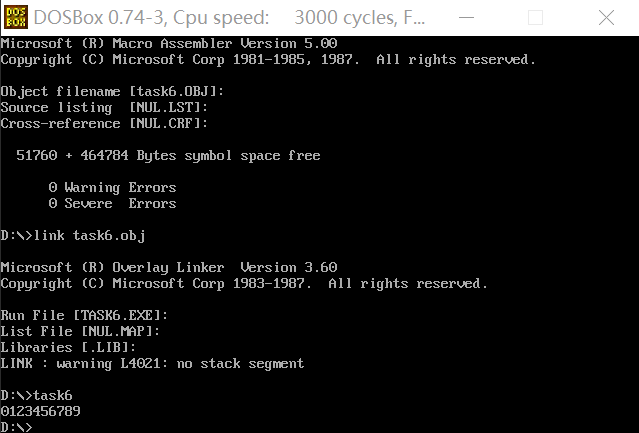 DOS
BOX
DOSBox 0.74-3, Cpu speed: 3000 cycles, F...
Microsoft (R) Macro Assembler Version 5.00
Copyright (C) Microsoft Corp 1981-1985, 1987.  All rights reserved.
Object filename [task6.OBJ]:
Source listing  [NUL.LST]:
Cross-reference [NUL.CRF]:
51760 + 464784 Bytes symbol space free
0 Warning Errors
0 Severe  Errors
D:\>link task6.obj
Microsoft (R) Overlay Linker  Version 3.60
Copyright (C) Microsoft Corp 1983-1987.  All rights reserved.
Run File [TASK6.EXE]:
List File [NUL.MAP]:
Libraries [.LIB]:
LINK : warning L4021: no stack segment
D:\>task6
0123456789
D:\>